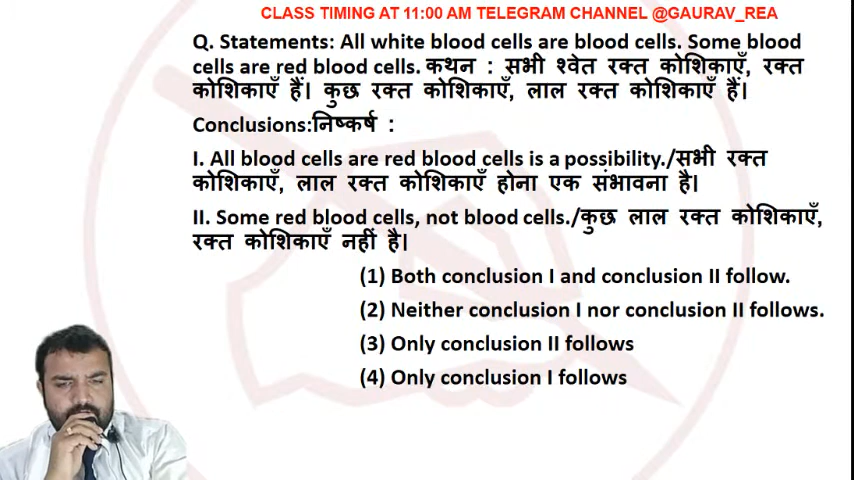 CLASS TIMING AT 11:00 AM TELEGRAM CHANNEL @GAURAV_REA
Q. Statements: All white blood cells are blood cells. Some blood
cells are red blood cells. कथन : सभी श्वेत रक्त कोशिकाएँ, रक्त
कोशिकाएँ हैं। कुछ रक्त कोशिकाएँ, लाल रक्त कोशिकाएँ हैं।
Conclusions:निष्कर्ष :
I. All blood cells are red blood cells is a possibility./सभी रक्त
कोशिकाएँ, लाल रक्त कोशिकाएँ होना एक संभावना है।
II. Some red blood cells, not blood cells./कुछ लाल रक्त कोशिकाएँ,
रक्त कोशिकाएँ नहीं है।
(1) Both conclusion I and conclusion II follow.
(2) Neither conclusion I nor conclusion II follows.
(3) Only conclusion II follows
(4) Only conclusion I follows